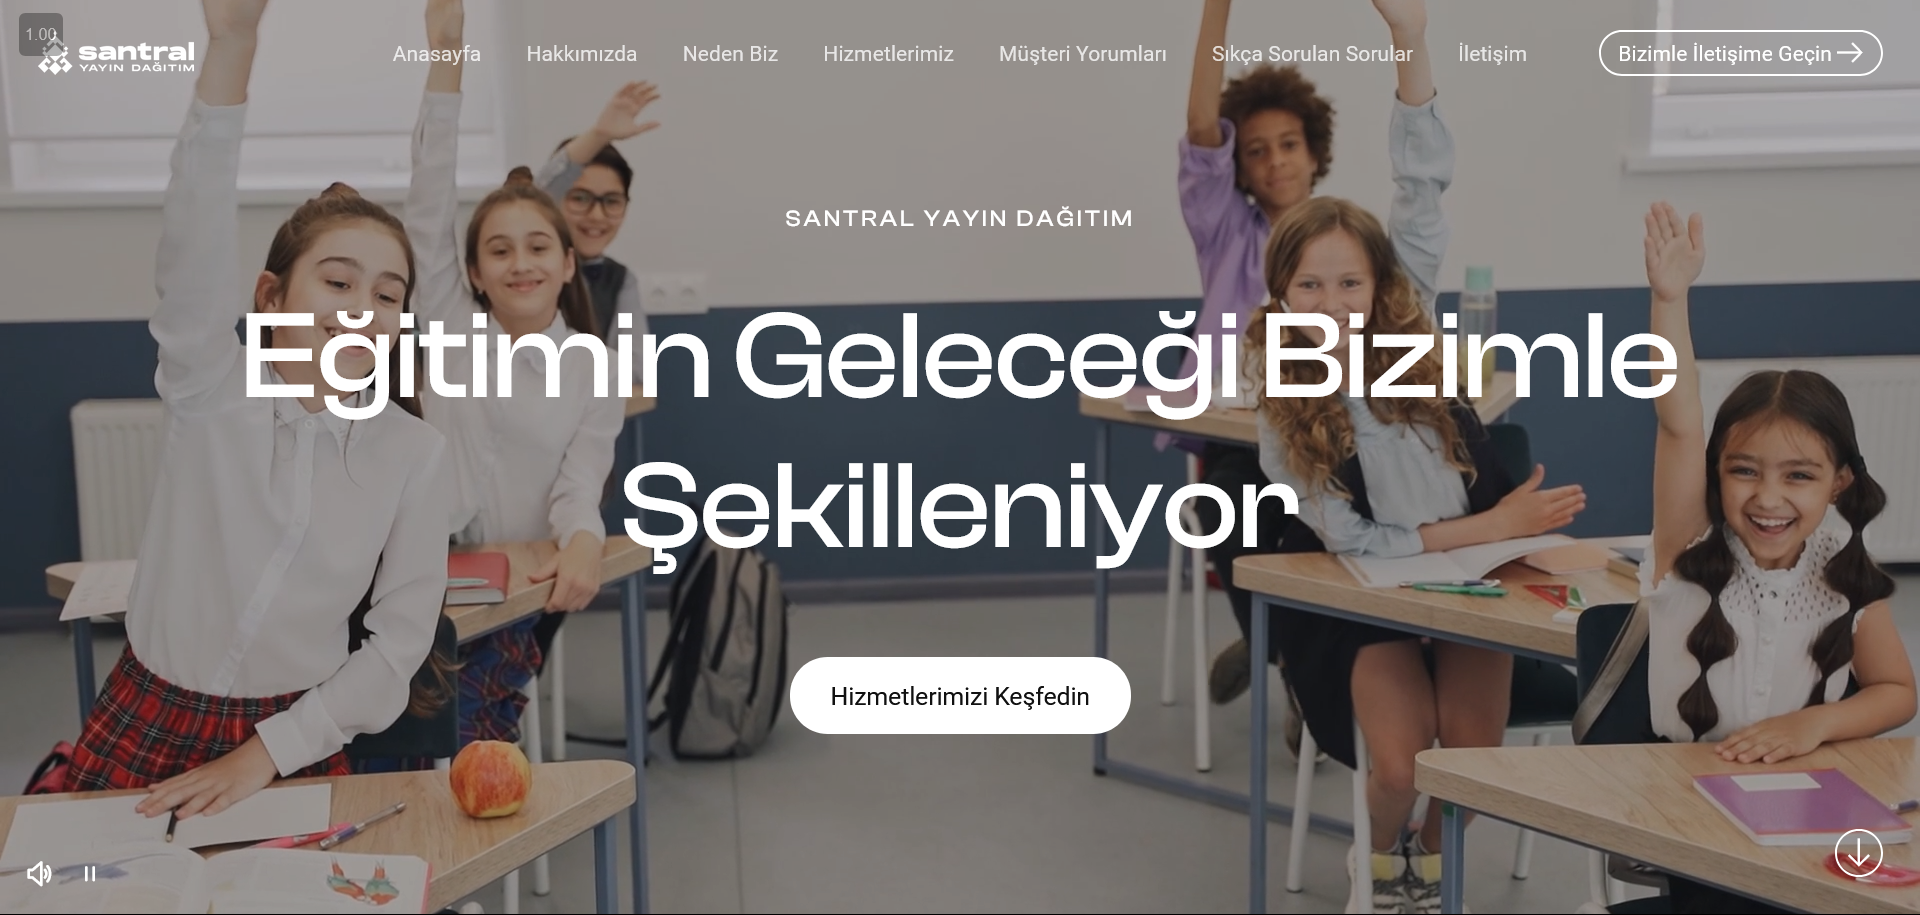 1.00
santral
YAYIN DAĞITIM
Anasayfa Hakkımızda Neden Biz Hizmetlerimiz Müşteri Yorumları Sıkça Sorulan Sorular İletişim Bizimle İletişime Geçin
SANTRAL YAYIN DAĞITIM
Eğitimin Geleceği Bizimle
Şekilleniyor
Hizmetlerimizi Keşfedin